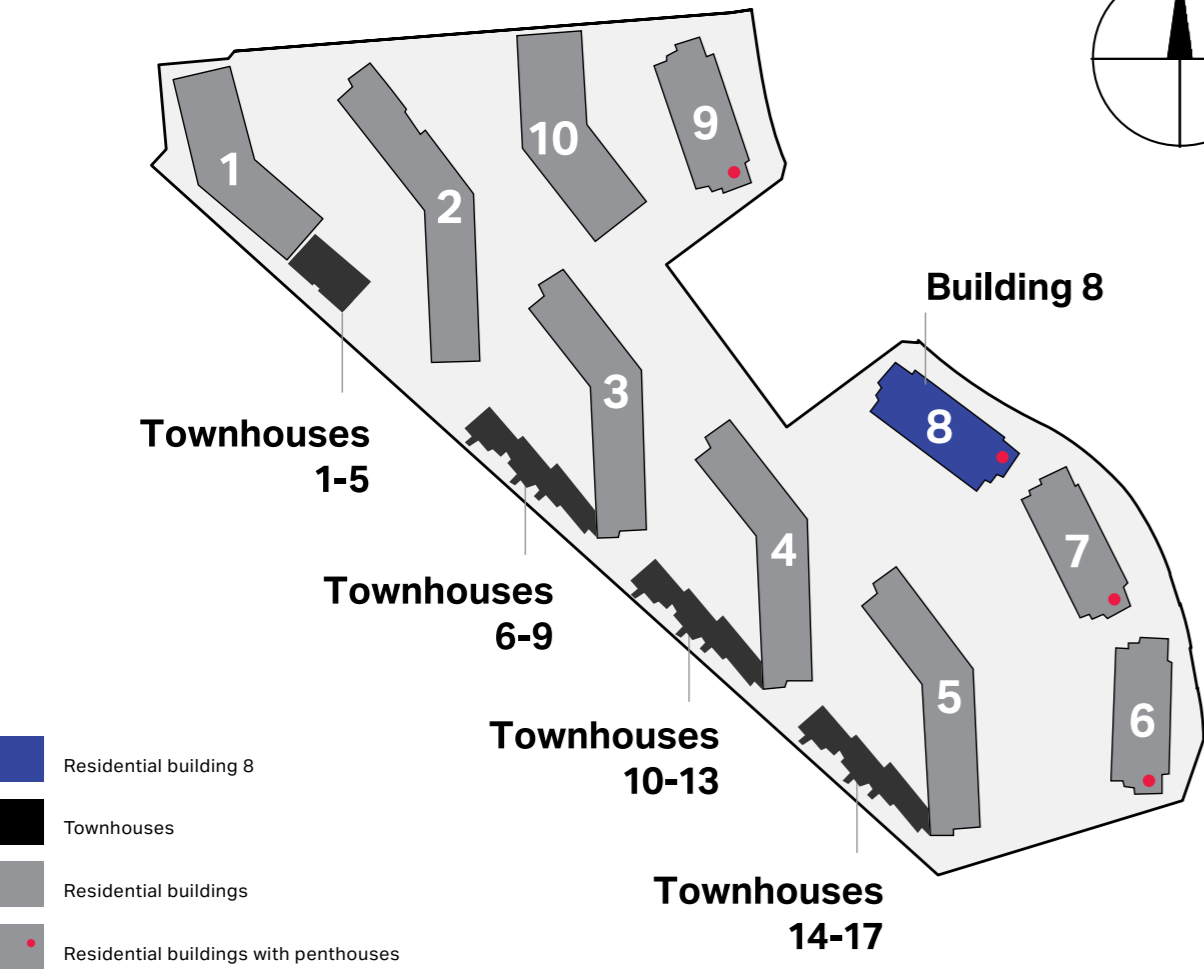 1
2
10
9
Building 8
3
8
Townhouses
1-5
4
7
Townhouses
6-9
5
6
Townhouses
10-13
Townhouses
14-17
Residential building 8
Townhouses
Residential buildings
Residential buildings with penthouses